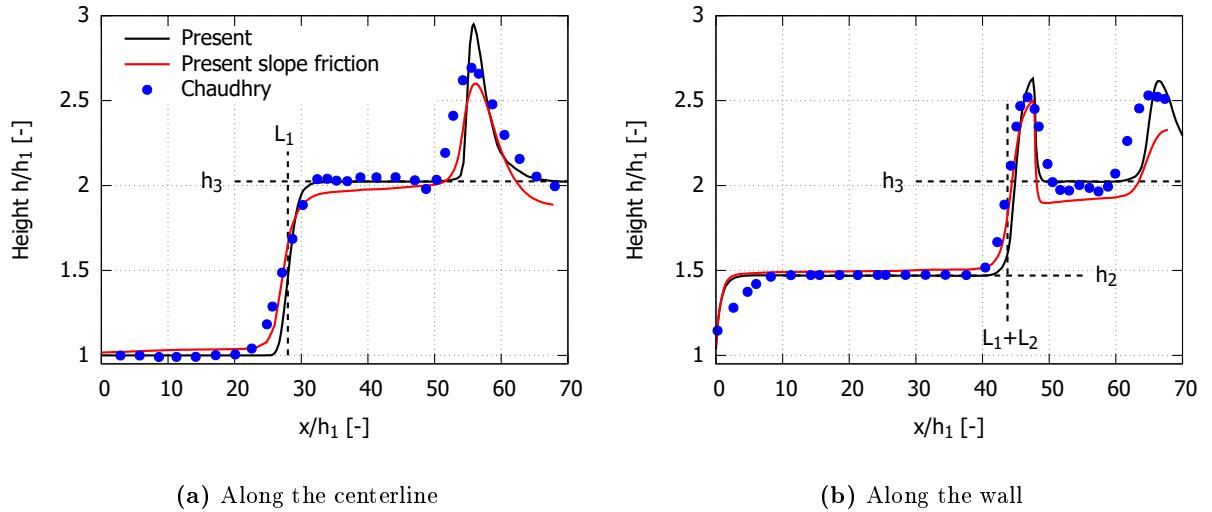 3
2.5
2
1.5
1
Height h/h₁ [-]
Present
Present slope friction
Chaudhry
L₁
h₃
0 10 20 30 40 50 60 70
x/h₁ [-]
(a) Along the centerline
3
2.5
2
1.5
1
Height h/h₁ [-]
h₃
h₂
L₁+L₂
0 10 20 30 40 50 60 70
x/h₁ [-]
(b) Along the wall